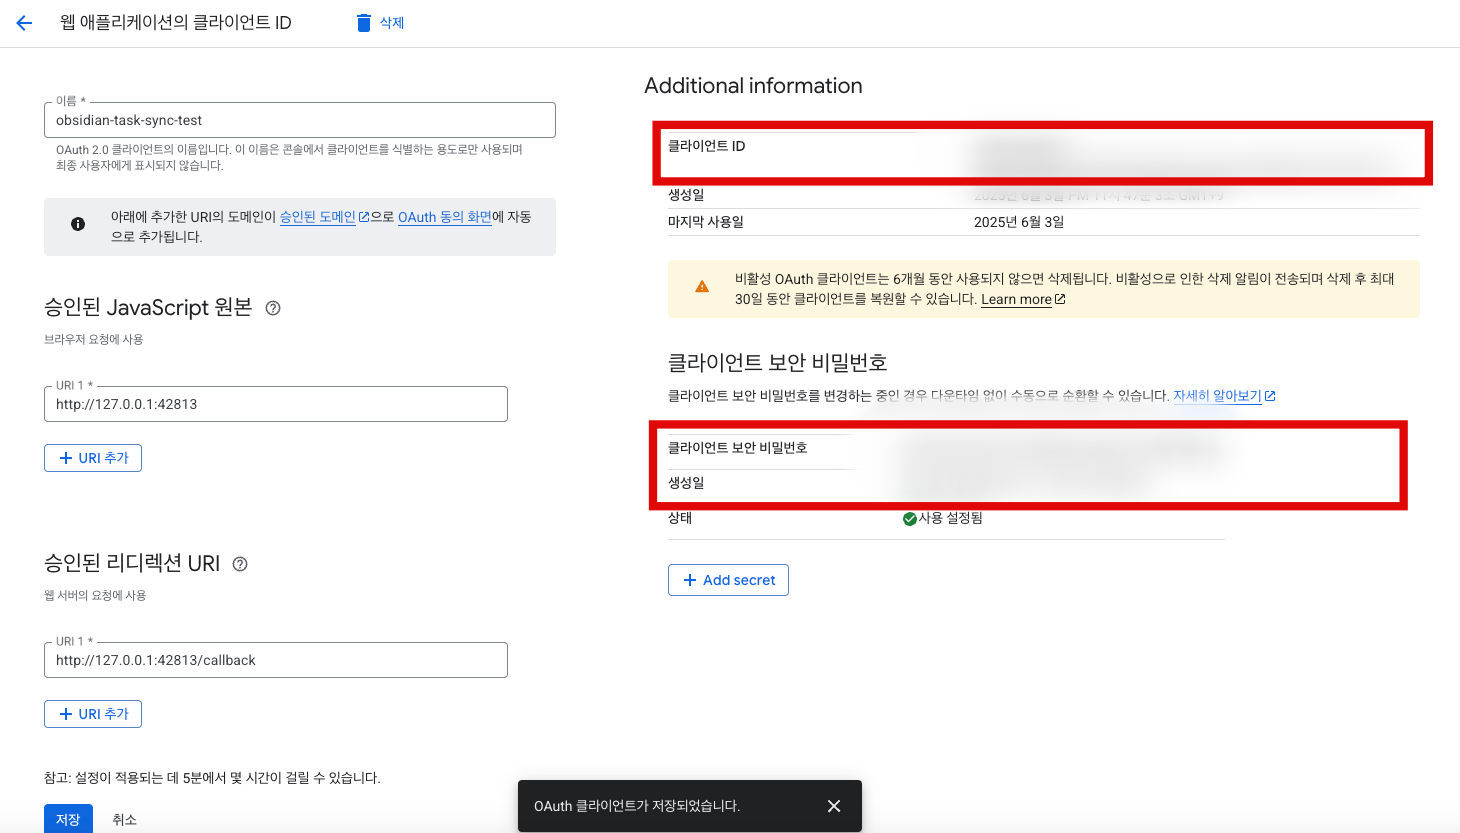 웹 애플리케이션의 클라이언트 ID
삭제
이름 *
obsidian-task-sync-test
OAuth 2.0 클라이언트의 이름입니다. 이 이름은 콘솔에서 클라이언트를 식별하는 용도로만 사용되며
최종 사용자에게 표시되지 않습니다.
아래에 추가한 URI의 도메인이 승인된 도메인으로 OAuth 동의 화면에 자동
으로 추가됩니다.
승인된 JavaScript 원본
브라우저 요청에 사용
URI 1 *
http://127.0.0.1:42813
URI 추가
승인된 리디렉션 URI
웹 서버의 요청에 사용
URI 1 *
http://127.0.0.1:42813/callback
URI 추가
참고: 설정이 적용되는 데 5분에서 몇 시간이 걸릴 수 있습니다.
저장
취소
Additional information
클라이언트 ID
생성일
2025년 6월 3일 PM 11시 47분 3초 GMT+9
마지막 사용일
2025년 6월 3일
비활성 OAuth 클라이언트는 6개월 동안 사용되지 않으면 삭제됩니다. 비활성으로 인한 삭제 알림이 전송되며 삭제 후 최대
30일 동안 클라이언트를 복원할 수 있습니다. Learn more
클라이언트 보안 비밀번호
클라이언트 보안 비밀번호를 변경하는 중인 경우 다운타임 없이 수동으로 순환할 수 있습니다. 자세히 알아보기
클라이언트 보안 비밀번호
생성일
상태
사용 설정됨
Add secret
OAuth 클라이언트가 저장되었습니다.